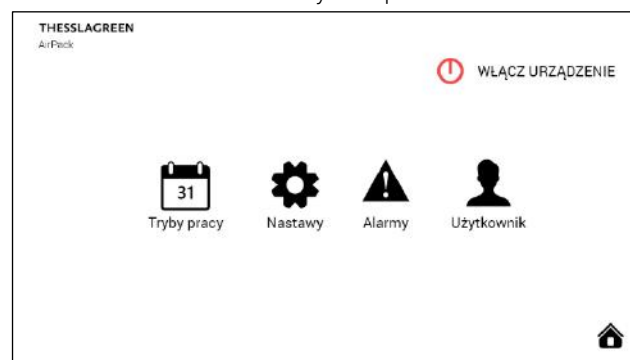 THESSLAGREEN
AirPack
WŁĄCZ URZĄDZENIE
31
Tryby pracy
Nastawy
Alarmy
Użytkownik